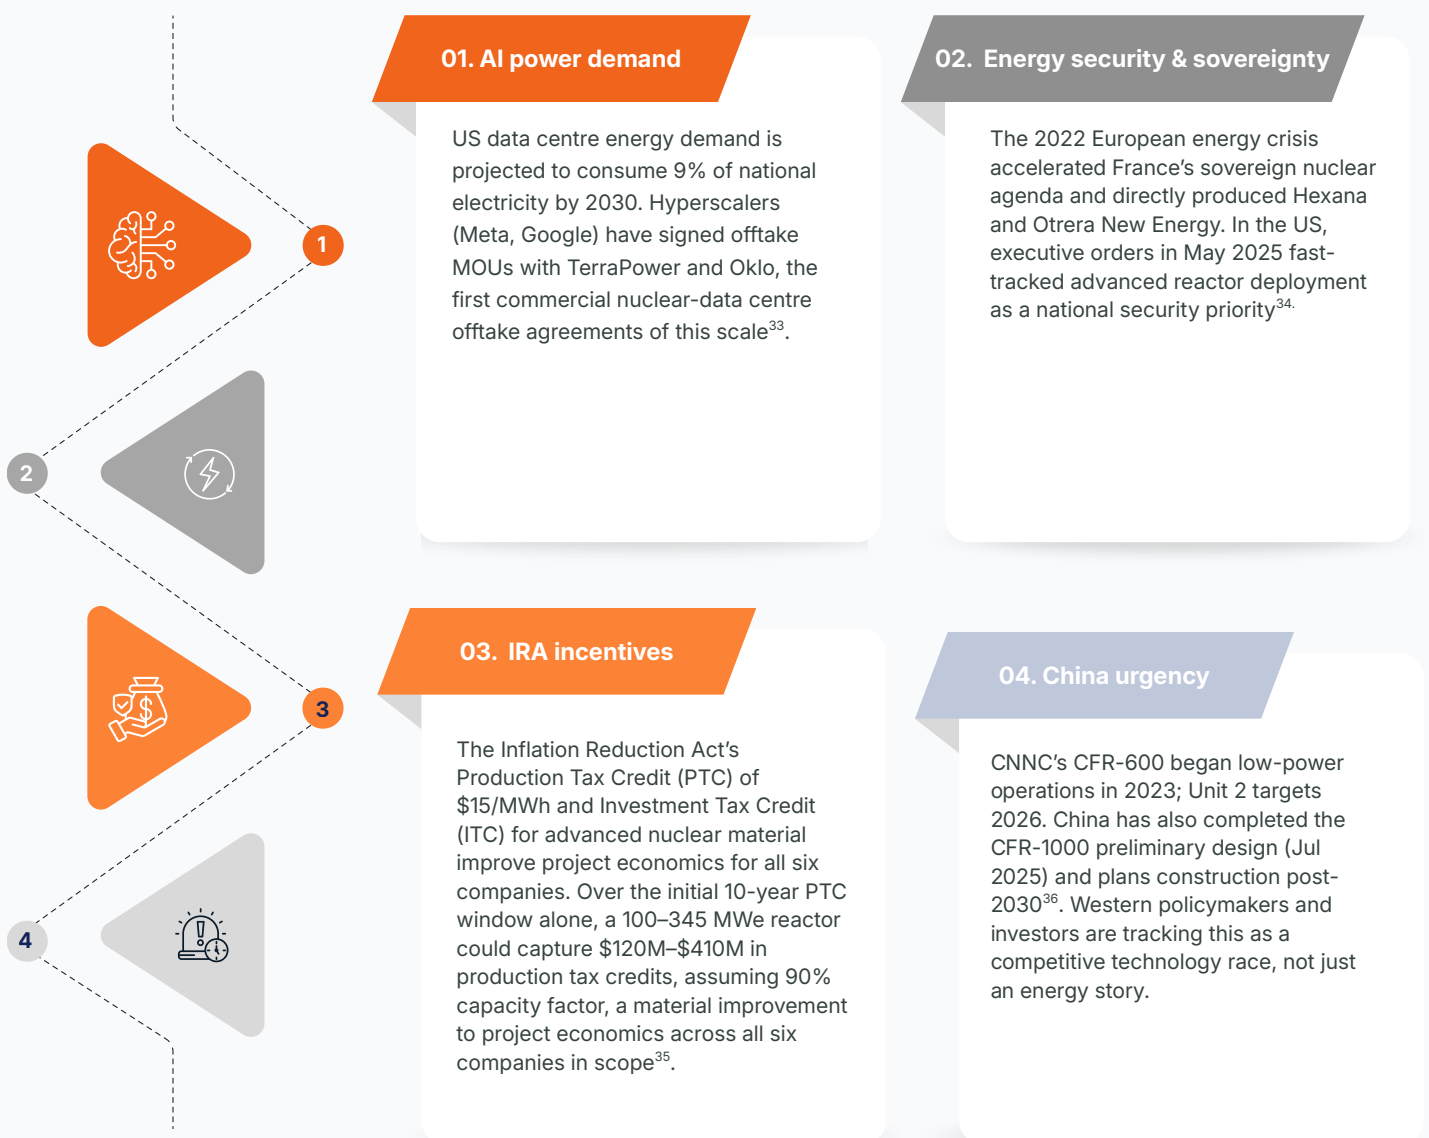 01. AI power demand
US data centre energy demand is
projected to consume 9% of national
electricity by 2030. Hyperscalers
(Meta, Google) have signed offtake
MOUs with TerraPower and Oklo, the
first commercial nuclear-data centre
offtake agreements of this scale33.
02. Energy security & sovereignty
The 2022 European energy crisis
accelerated France’s sovereign nuclear
agenda and directly produced Hexana
and Otrera New Energy. In the US,
executive orders in May 2025 fast-
tracked advanced reactor deployment
as a national security priority34.
1
2
3
4
03. IRA incentives
The Inflation Reduction Act’s
Production Tax Credit (PTC) of
$15/MWh and Investment Tax Credit
(ITC) for advanced nuclear material
improve project economics for all six
companies. Over the initial 10-year PTC
window alone, a 100–345 MWe reactor
could capture $120M–$410M in
production tax credits, assuming 90%
capacity factor, a material improvement
to project economics across all six
companies in scope35.
04. China urgency
CNNC’s CFR-600 began low-power
operations in 2023; Unit 2 targets
2026. China has also completed the
CFR-1000 preliminary design (Jul
2025) and plans construction post-
203036. Western policymakers and
investors are tracking this as a
competitive technology race, not just
an energy story.